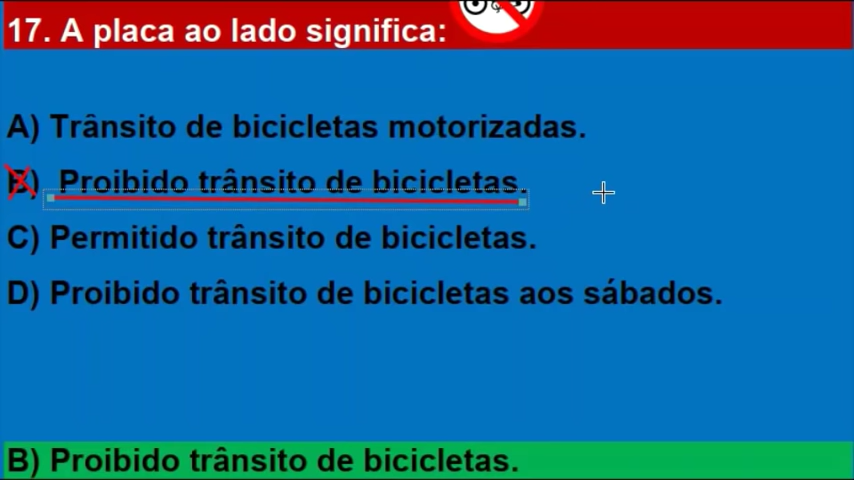 17. A placa ao lado significa:
A) Trânsito de bicicletas motorizadas.
B) Proibido trânsito de bicicletas.
C) Permitido trânsito de bicicletas.
D) Proibido trânsito de bicicletas aos sábados.
B) Proibido trânsito de bicicletas.